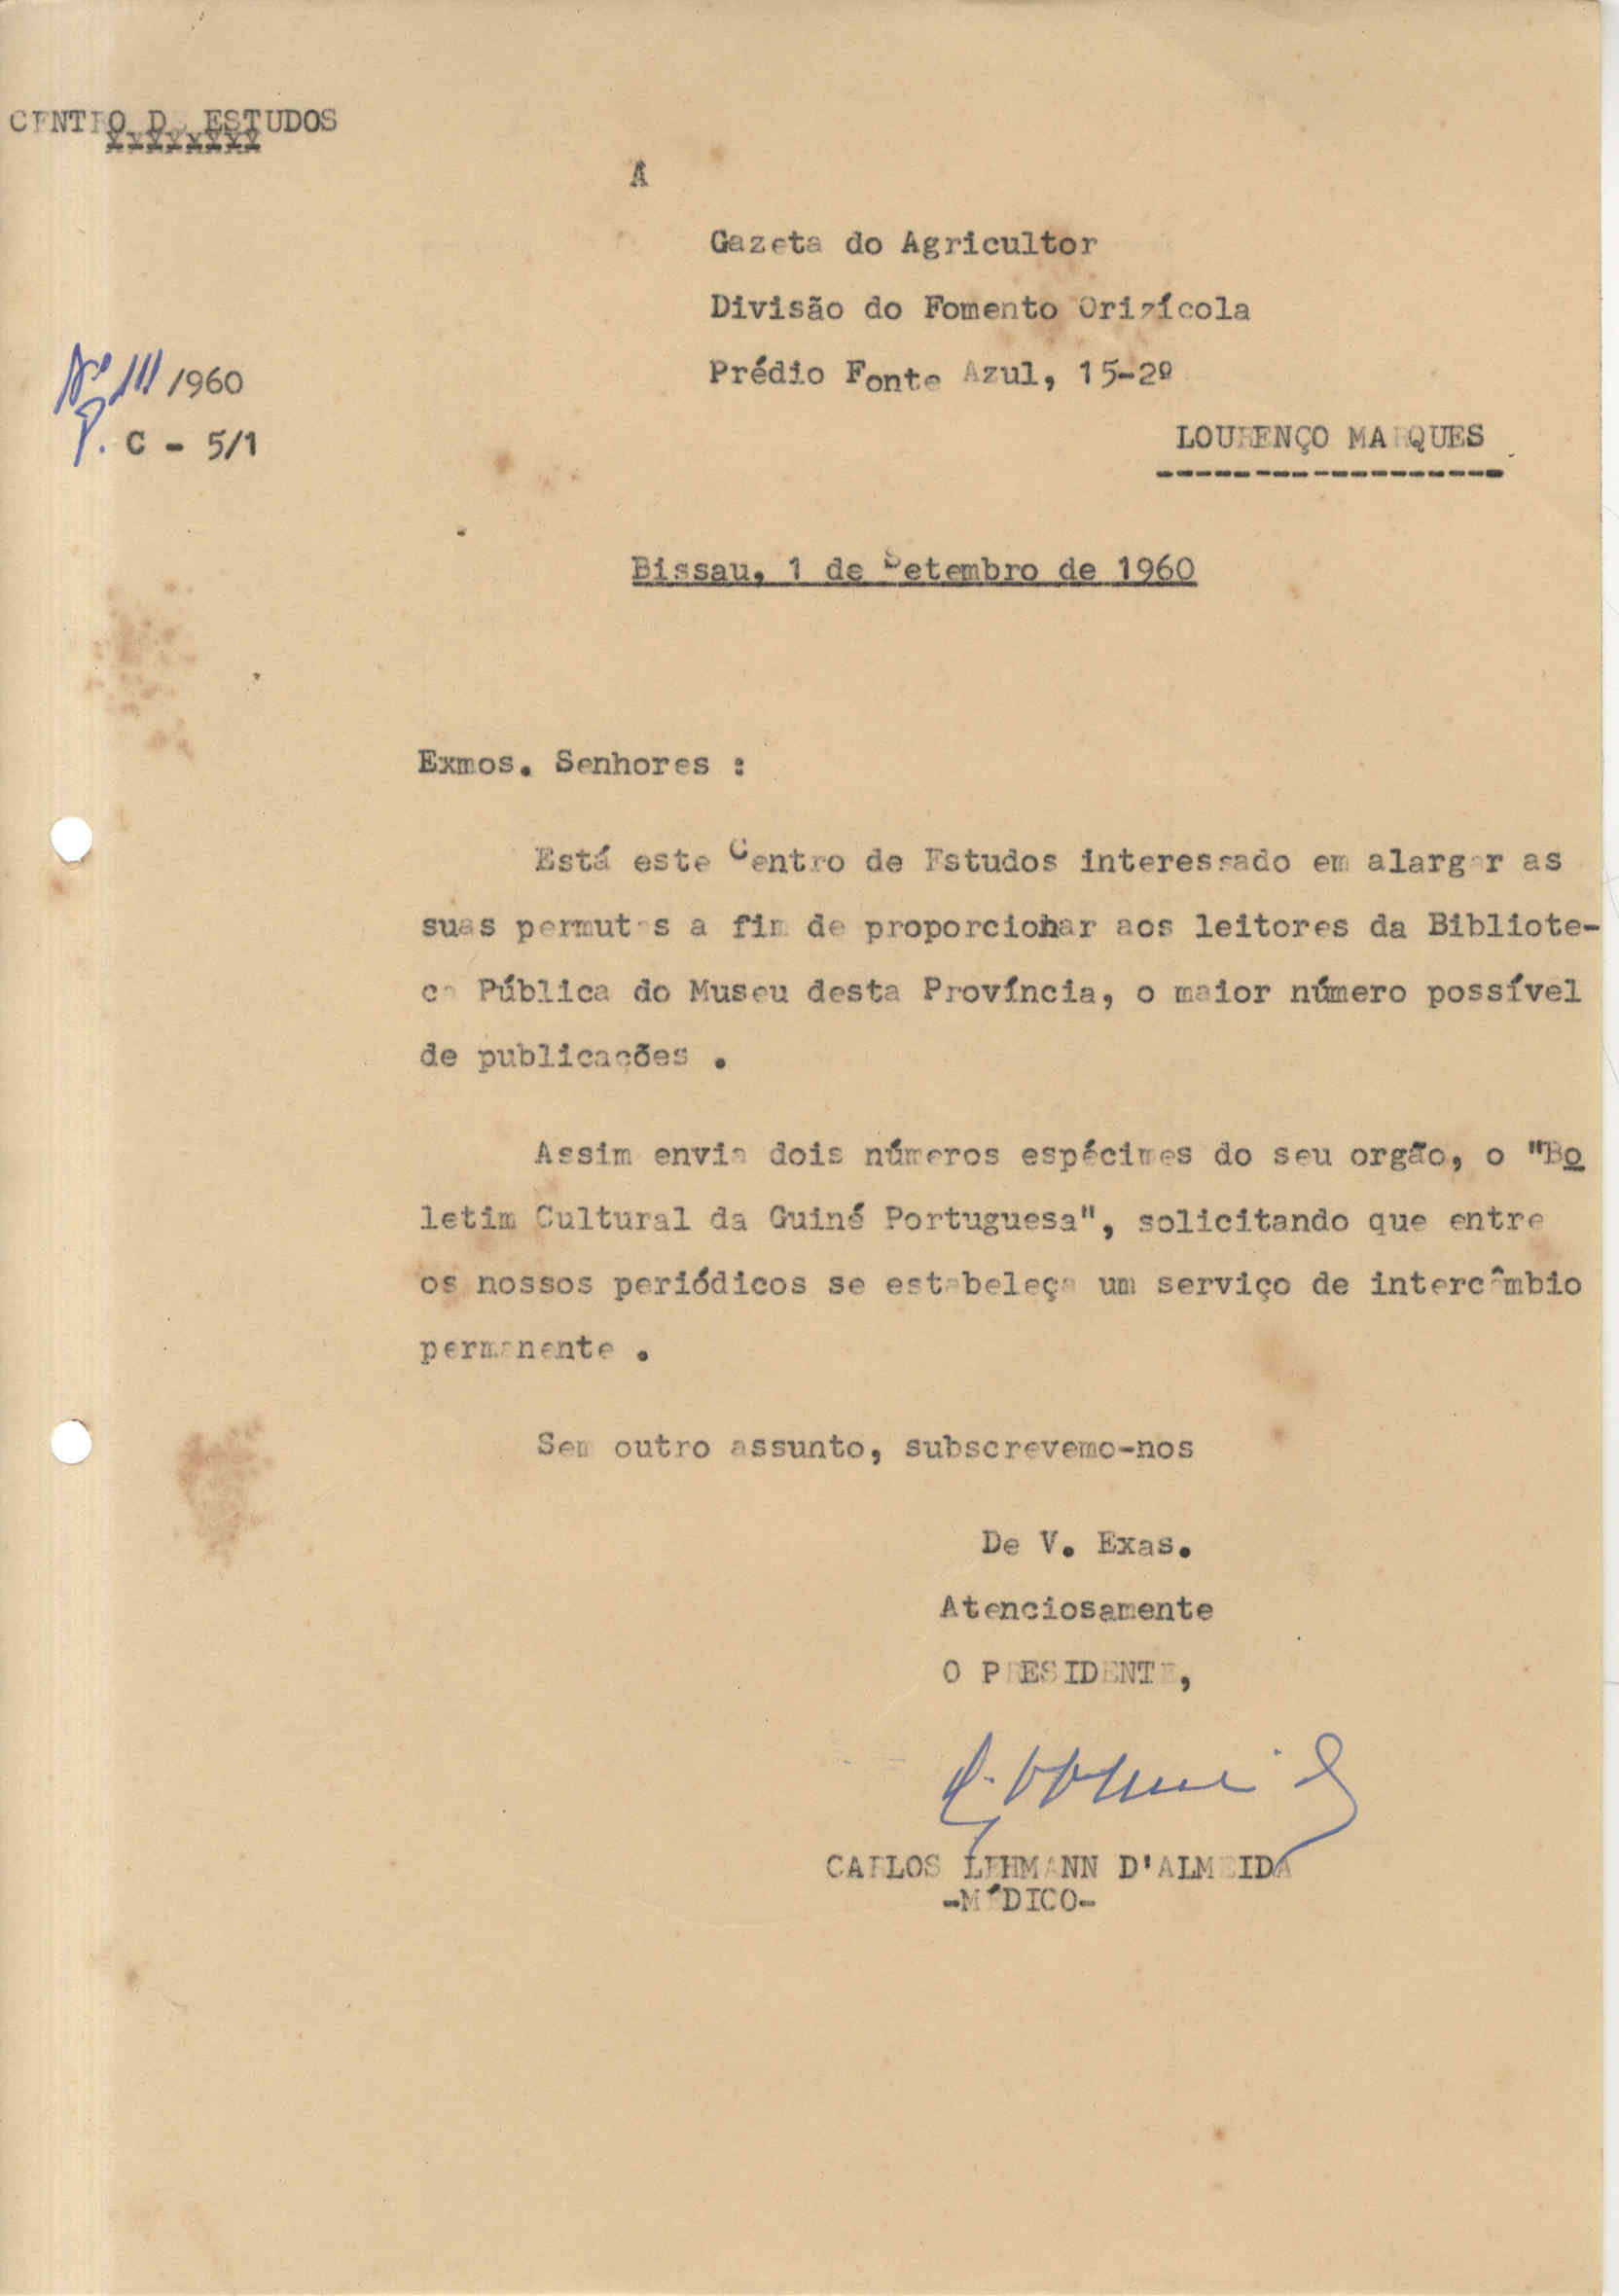 CENTRO DE ESTUDOS
YYYYYYYY
A
Gazeta do Agricultor
Divisão do Fomento Orizícola
Prédio Fonte Azul, 15-2º
LOURENÇO MARQUES
------------------
Nº 111/1960
P. C - 5/1
Bissau, 1 de Setembro de 1960
Exmos. Senhores :
Está este Centro de Estudos interessado em alargar as
suas permutas a fim de proporcionar aos leitores da Bibliote-
ca Pública do Museu desta Província, o maior número possível
de publicações .
Assim envia dois números espécimes do seu orgão, o "Bo
letim Cultural da Guiné Portuguesa", solicitando que entre
os nossos periódicos se estabeleça um serviço de intercâmbio
permanente .
Sem outro assunto, subscrevemo-nos
De V. Exas.
Atenciosamente
O PRESIDENTE,
CARLOS LEHMANN D'ALMEIDA
-MÉDICO-